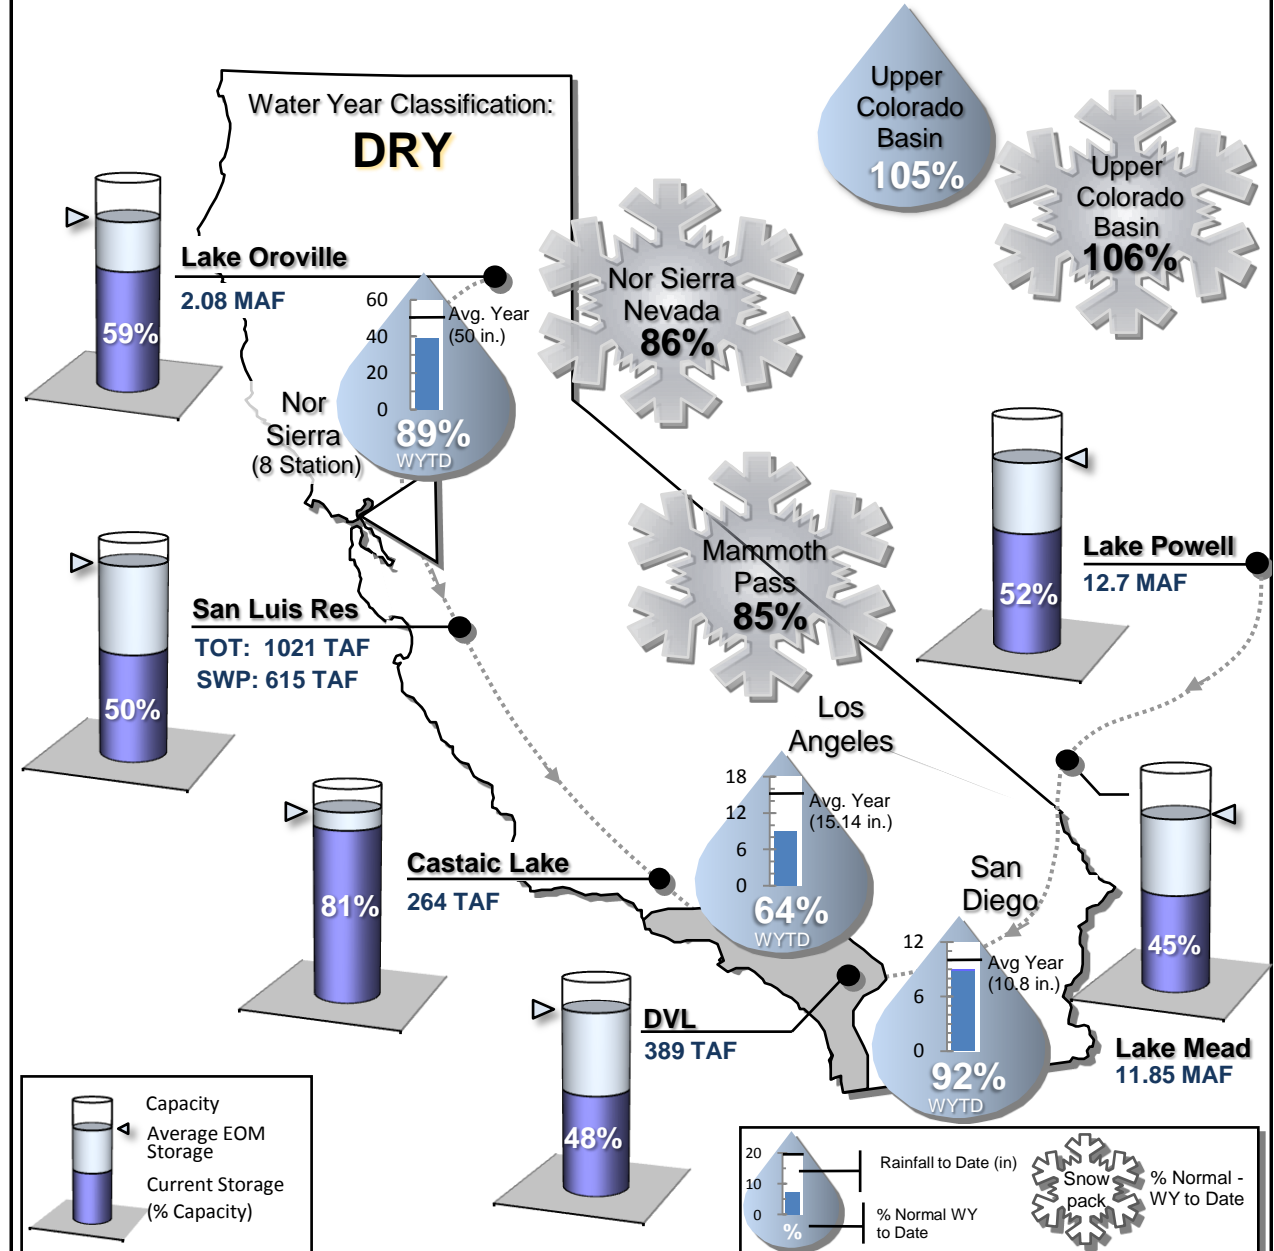 Water Year Classification:
DRY
Upper
Colorado
Basin
105%
Upper
Colorado
Basin
106%
Lake Oroville
2.08 MAF
59%
60
40
20
0
Avg. Year
(50 in.)
89%
WYTD
Nor
Sierra
(8 Station)
Nor Sierra
Nevada
86%
Mammoth
Pass
85%
Lake Powell
12.7 MAF
52%
San Luis Res
TOT: 1021 TAF
SWP: 615 TAF
50%
Los
Angeles
18
12
6
0
Avg. Year
(15.14 in.)
64%
WYTD
Castaic Lake
264 TAF
81%
San
Diego
12
6
0
Avg Year
(10.8 in.)
92%
WYTD
45%
Lake Mead
11.85 MAF
DVL
389 TAF
48%
Capacity
Average EOM
Storage
Current Storage
(% Capacity)
20
10
0
%
Rainfall to Date (in)
% Normal WY
to Date
Snow
pack
% Normal -
WY to Date